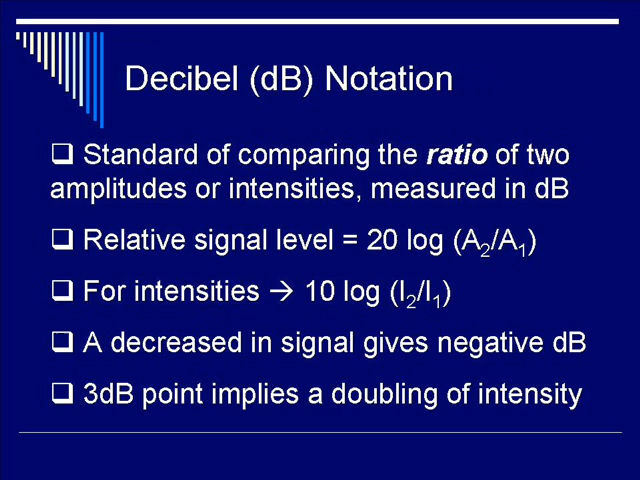 Decibel (dB) Notation
❑ Standard of comparing the ratio of two
amplitudes or intensities, measured in dB
❑ Relative signal level = 20 log (A₂/A₁)
❑ For intensities → 10 log (I₂/I₁)
❑ A decreased in signal gives negative dB
❑ 3dB point implies a doubling of intensity